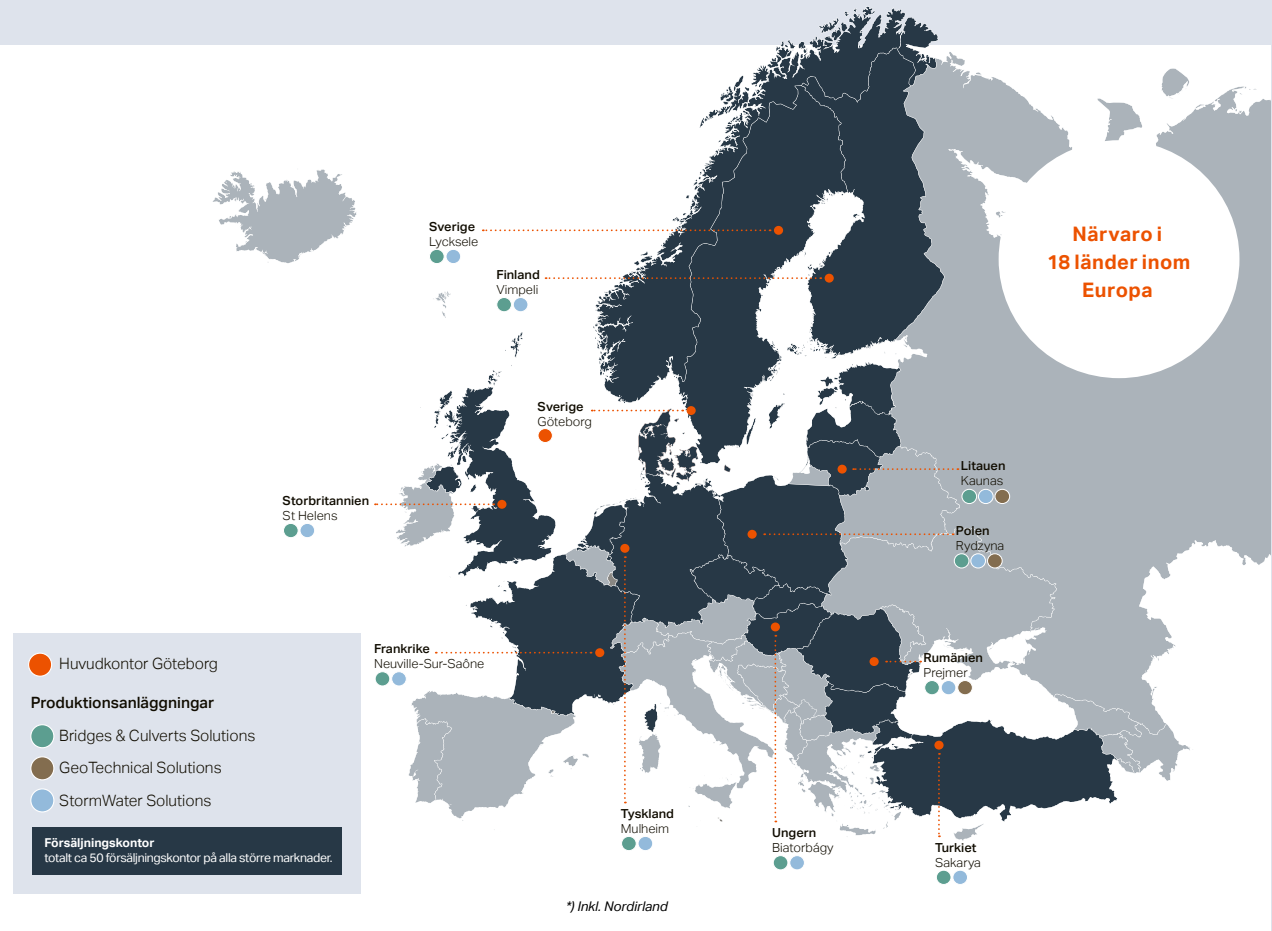 Närvaro i
18 länder inom
Europa
Sverige
Lycksele
Finland
Vimpeli
Sverige
Göteborg
Litauen
Kaunas
Storbritannien
St Helens
Polen
Rydzyna
Frankrike
Neuville-Sur-Saône
Rumänien
Prejmer
Tyskland
Mulheim
Ungern
Biatorbágy
Turkiet
Sakarya
Huvudkontor Göteborg
Produktionsanläggningar
Bridges & Culverts Solutions
GeoTechnical Solutions
StormWater Solutions
Försäljningskontor
totalt ca 50 försäljningskontor på alla större marknader.
*) Inkl. Nordirland